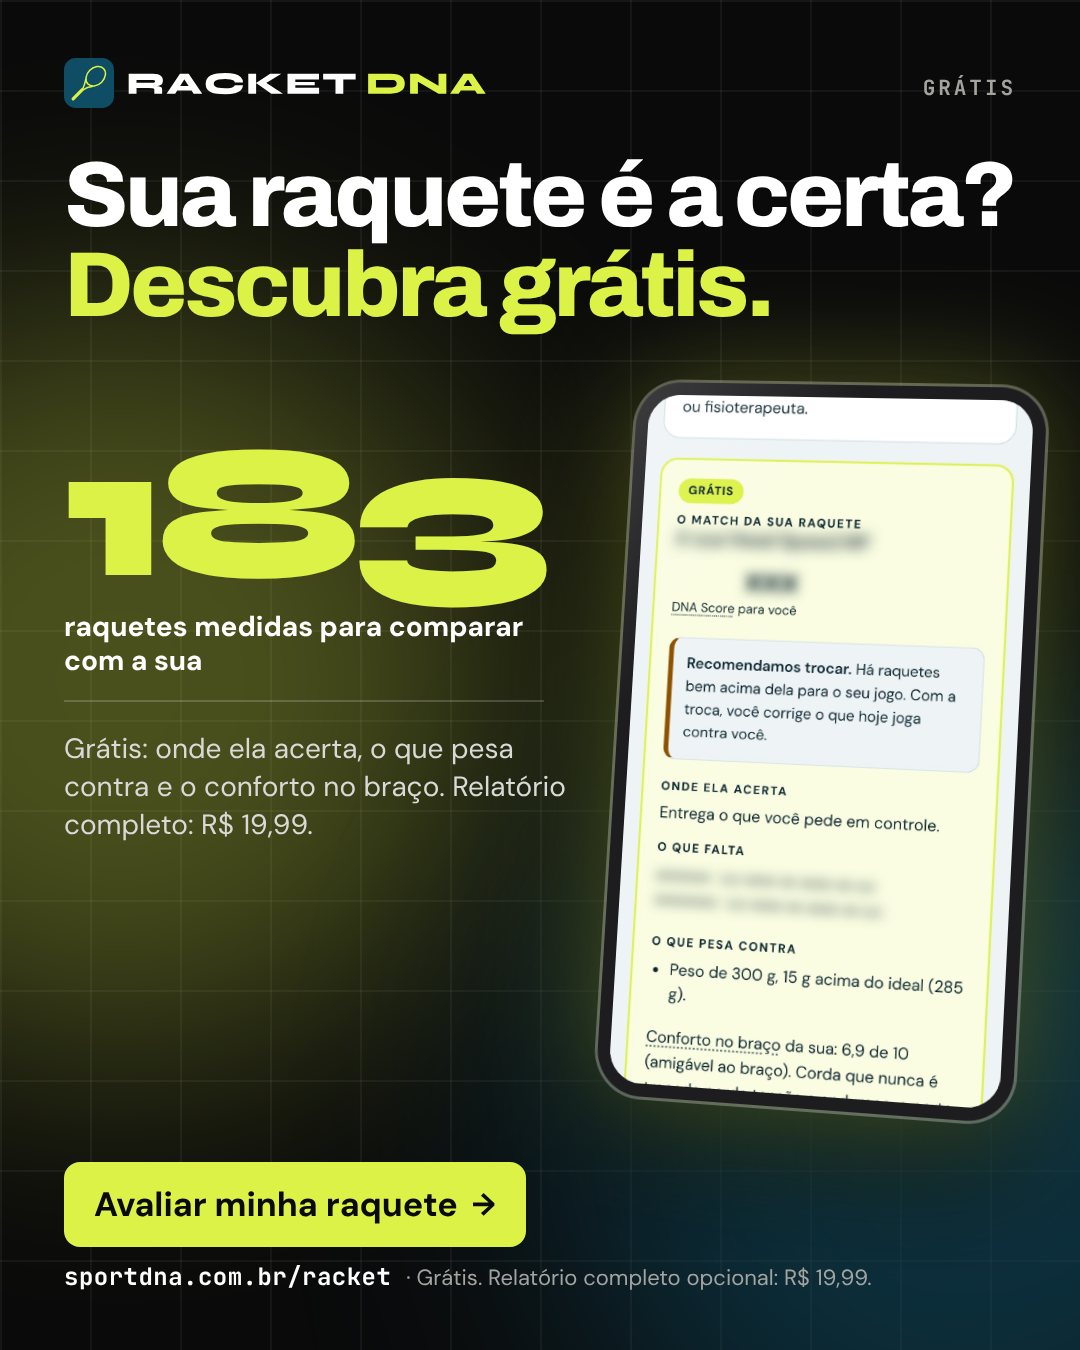 RACKET DNA
GRÁTIS
Sua raquete é a certa?
Descubra grátis.
183
raquetes medidas para comparar
com a sua
Grátis: onde ela acerta, o que pesa
contra e o conforto no braço. Relatório
completo: R$ 19,99.
ou fisioterapeuta.
GRÁTIS
O MATCH DA SUA RAQUETE
DNA Score para você
Recomendamos trocar. Há raquetes
bem acima dela para o seu jogo. Com a
troca, você corrige o que hoje joga
contra você.
ONDE ELA ACERTA
Entrega o que você pede em controle.
O QUE FALTA
O QUE PESA CONTRA
• Peso de 300 g, 15 g acima do ideal (285
g).
Conforto no braço da sua: 6,9 de 10
(amigável ao braço). Corda que nunca é
Avaliar minha raquete →
sportdna.com.br/racket · Grátis. Relatório completo opcional: R$ 19,99.